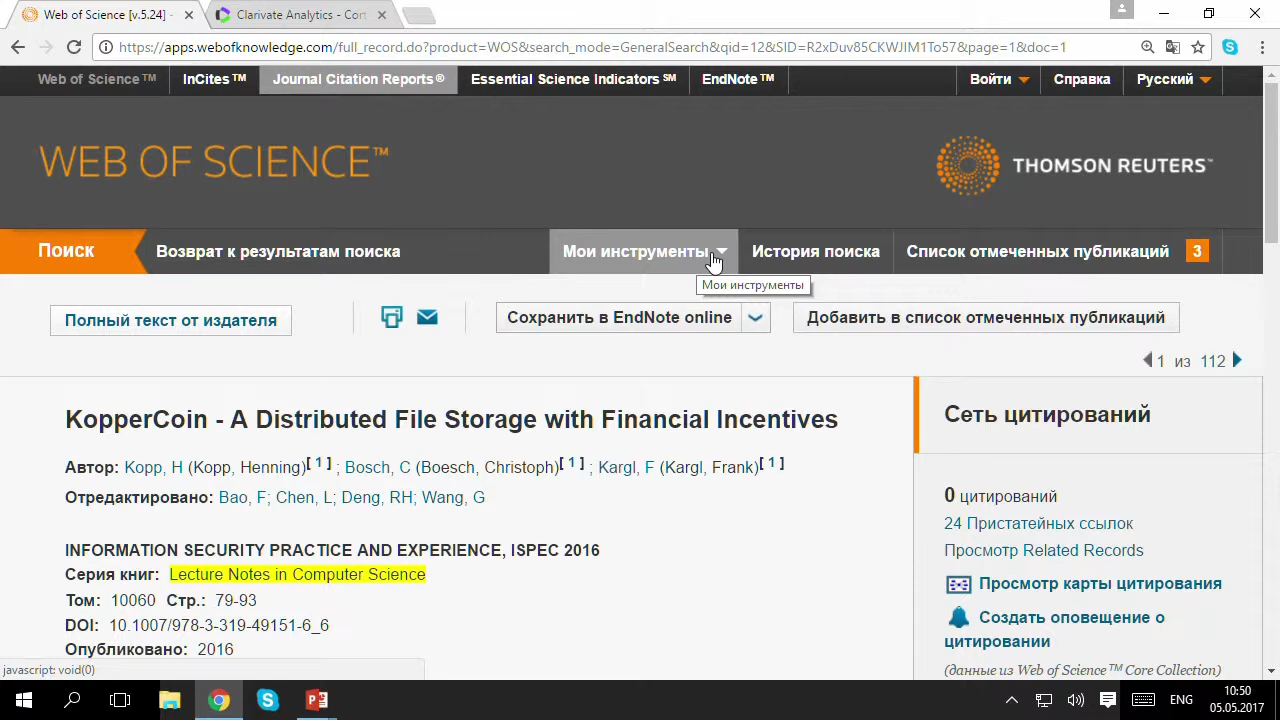 Web of Science [v.5.24] -
Clarivate Analytics - Cort
https://apps.webofknowledge.com/full_record.do?product=WOS&search_mode=GeneralSearch&qid=12&SID=R2xDuv85CKWJIM1To57&page=1&doc=1
Web of Science™ InCites™ Journal Citation Reports® Essential Science Indicators℠ EndNote™ Войти Справка Русский
WEB OF SCIENCE™
THOMSON REUTERS™
Поиск Возврат к результатам поиска Мои инструменты История поиска Список отмеченных публикаций 3
Мои инструменты
Полный текст от издателя Сохранить в EndNote online Добавить в список отмеченных публикаций
1 из 112
KopperCoin - A Distributed File Storage with Financial Incentives
Автор: Kopp, H (Kopp, Henning)[ 1 ] ; Bosch, C (Boesch, Christoph)[ 1 ] ; Kargl, F (Kargl, Frank)[ 1 ]
Отредактировано: Bao, F; Chen, L; Deng, RH; Wang, G
INFORMATION SECURITY PRACTICE AND EXPERIENCE, ISPEC 2016
Серия книг: Lecture Notes in Computer Science
Том: 10060 Стр.: 79-93
DOI: 10.1007/978-3-319-49151-6_6
Опубликовано: 2016
Сеть цитирований
0 цитирований
24 Пристатейных ссылок
Просмотр Related Records
Просмотр карты цитирования
Создать оповещение о
цитировании
(данные из Web of Science™ Core Collection)
javascript: void(0)
ENG
10:50
05.05.2017